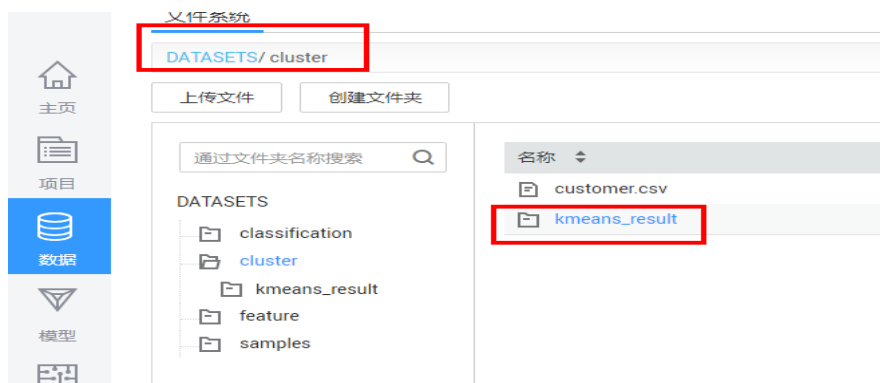 文件系统
DATASETS/ cluster
上传文件 创建文件夹
主页
项目
数据
模型
通过文件夹名称搜索
DATASETS
classification
cluster
kmeans_result
feature
samples
名称
customer.csv
kmeans_result